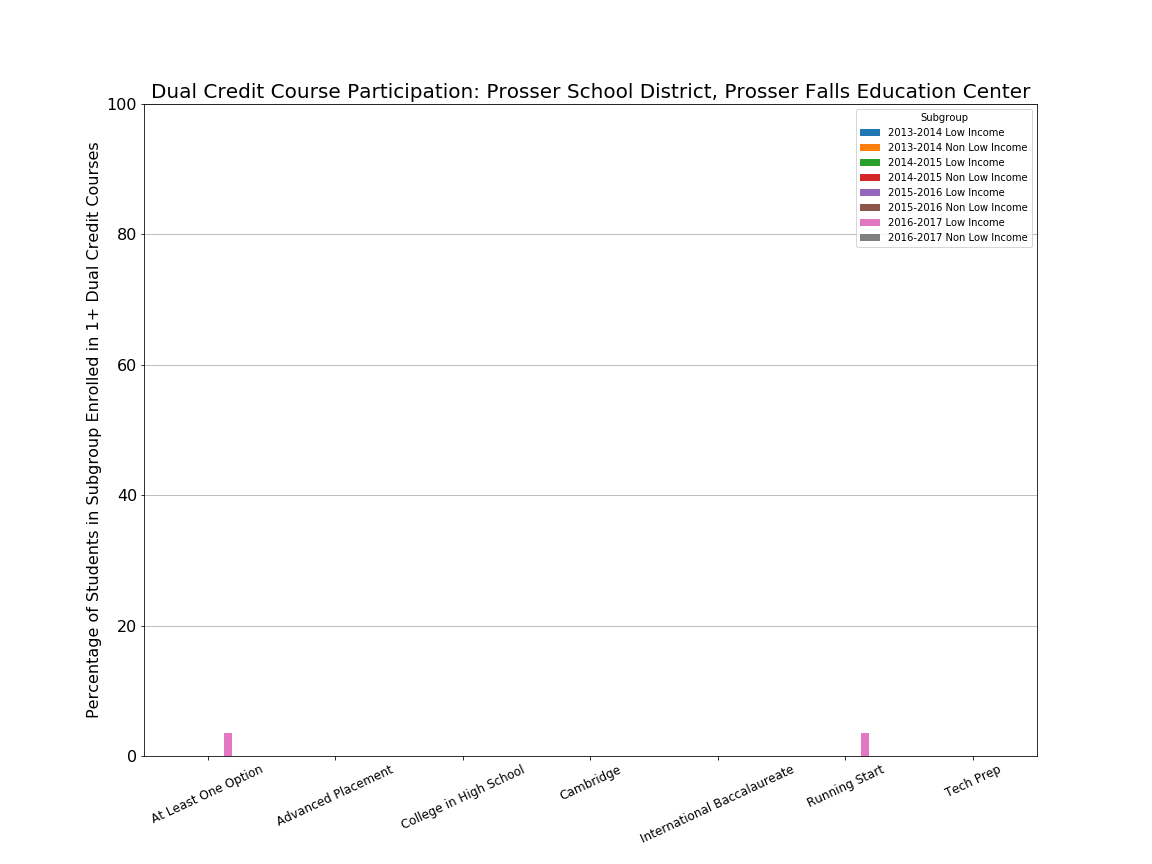 Dual Credit Course Participation: Prosser School District, Prosser Falls Education Center
Percentage of Students in Subgroup Enrolled in 1+ Dual Credit Courses
100
80
60
40
20
0
Subgroup
2013-2014 Low Income
2013-2014 Non Low Income
2014-2015 Low Income
2014-2015 Non Low Income
2015-2016 Low Income
2015-2016 Non Low Income
2016-2017 Low Income
2016-2017 Non Low Income
At Least One Option
Advanced Placement
College in High School
Cambridge
International Baccalaureate
Running Start
Tech Prep